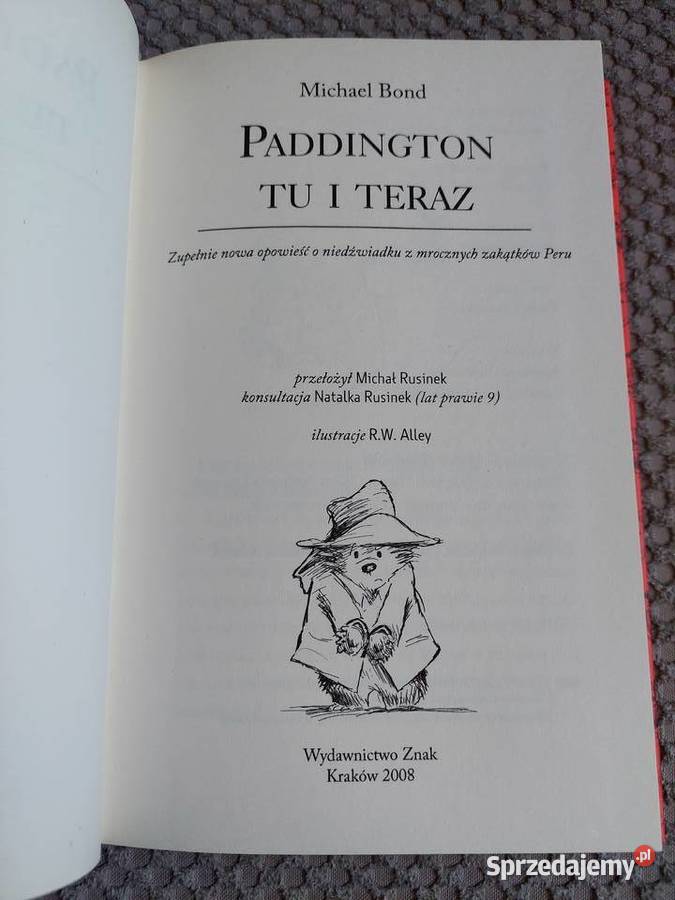 Michael Bond
PADDINGTON
TU I TERAZ
Zupełnie nowa opowieść o niedźwiadku z mrocznych zakątków Peru
przełożył Michał Rusinek
konsultacja Natalka Rusinek (lat prawie 9)
ilustracje R.W. Alley
Wydawnictwo Znak
Kraków 2008
Sprzedajemy.pl